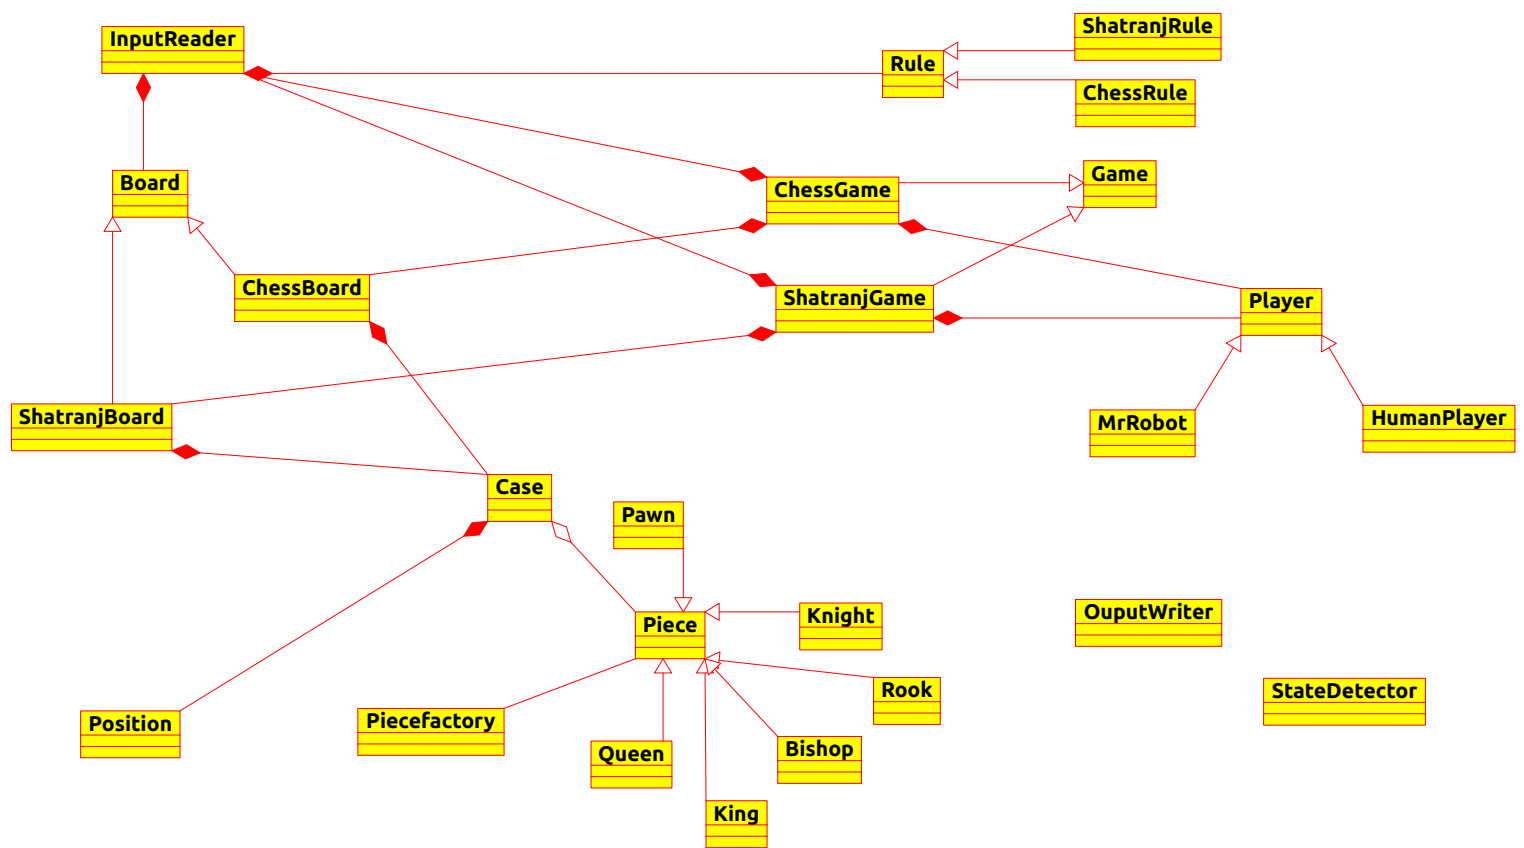 InputReader
ShatranjRule
Rule
ChessRule
Board
ChessGame
Game
ChessBoard
ShatranjGame
Player
ShatranjBoard
MrRobot
HumanPlayer
Case
Pawn
Piece
Knight
OuputWriter
Position
Piecefactory
Queen
Bishop
Rook
StateDetector
King